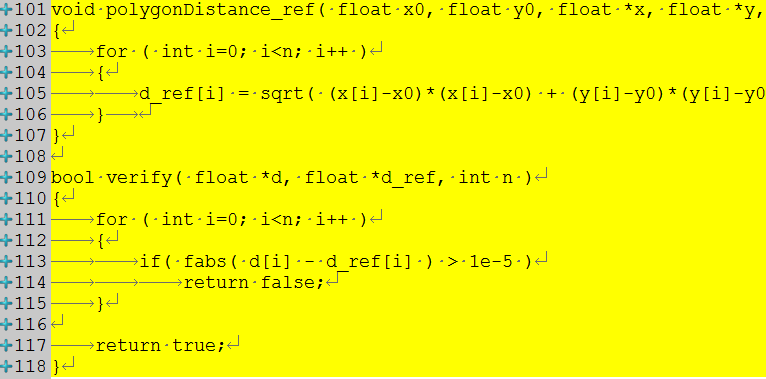 101 void polygonDistance_ref( float x0, float y0, float *x, float *y,
102 {
103 for ( int i=0; i<n; i++ )
104 {
105 d_ref[i] = sqrt( (x[i]-x0)*(x[i]-x0) + (y[i]-y0)*(y[i]-y0
106 }
107 }
108
109 bool verify( float *d, float *d_ref, int n )
110 {
111 for ( int i=0; i<n; i++ )
112 {
113 if( fabs( d[i] - d_ref[i] ) > 1e-5 )
114 return false;
115 }
116
117 return true;
118 }